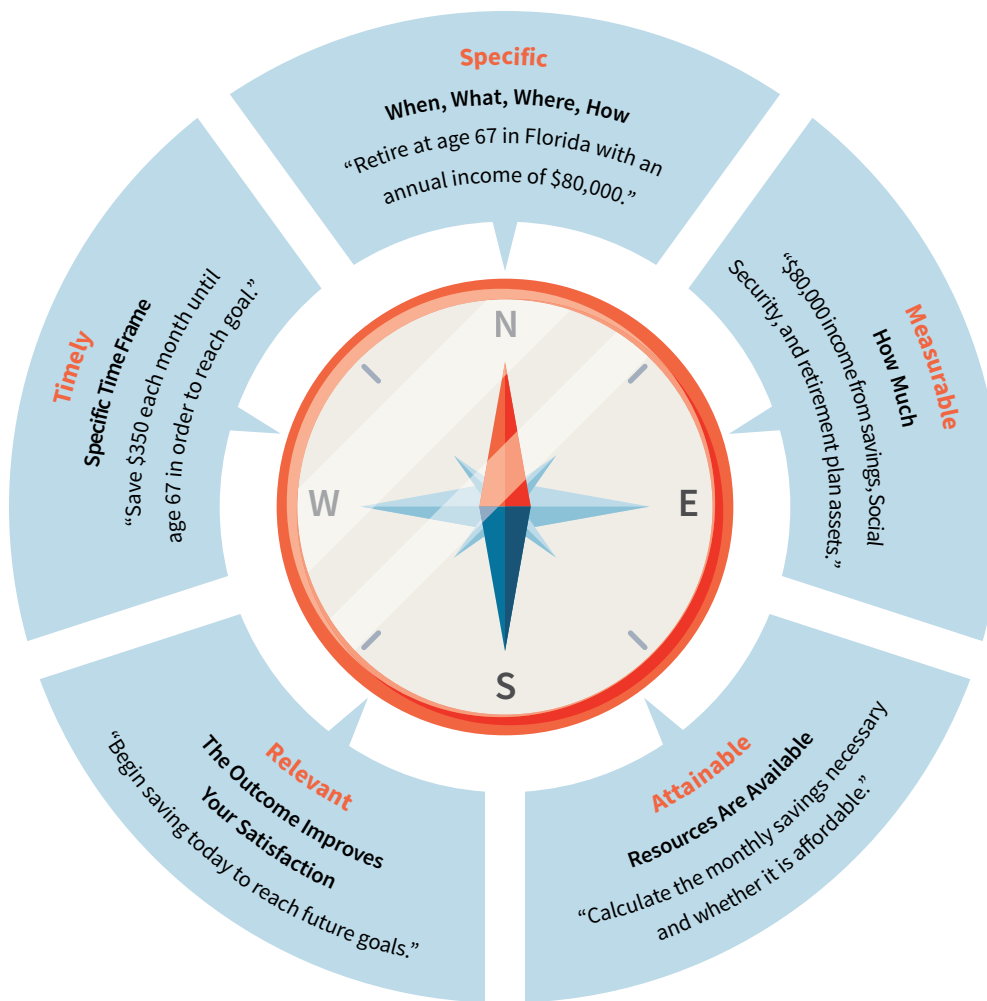 Specific
When, What, Where, How
“Retire at age 67 in Florida with an
annual income of $80,000.”
Measurable
How Much
“$80,000 income from savings, Social
Security, and retirement plan assets.”
Attainable
Resources Are Available
“Calculate the monthly savings necessary
and whether it is affordable.”
Relevant
The Outcome Improves
Your Satisfaction
“Begin saving today to reach future goals.”
Timely
Specific Time Frame
“Save $350 each month until
age 67 in order to reach goal.”
N
W
E
S